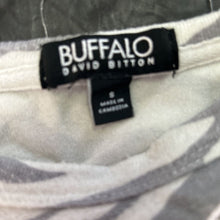 BUFFALO
DAVID BITTON
S
MADE IN
CAMBODIA